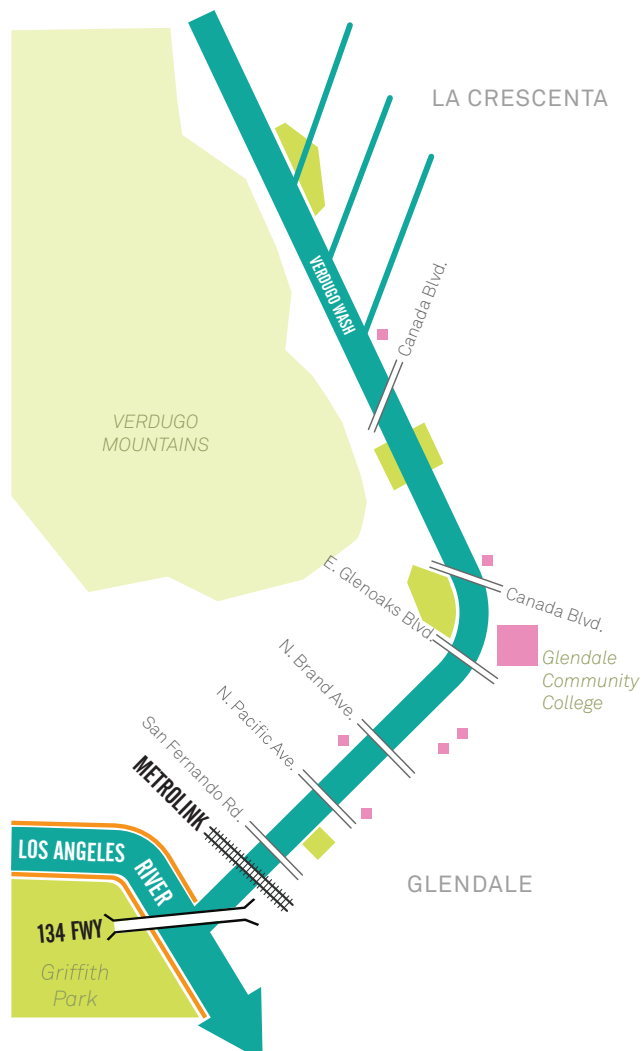 LA CRESCENTA
VERDUGO WASH
Canada Blvd.
VERDUGO
MOUNTAINS
E. Glenoaks Blvd.
Canada Blvd.
Glendale
Community
College
N. Brand Ave.
N. Pacific Ave.
San Fernando Rd.
METROLINK
LOS ANGELES
RIVER
GLENDALE
134 FWY
Griffith
Park